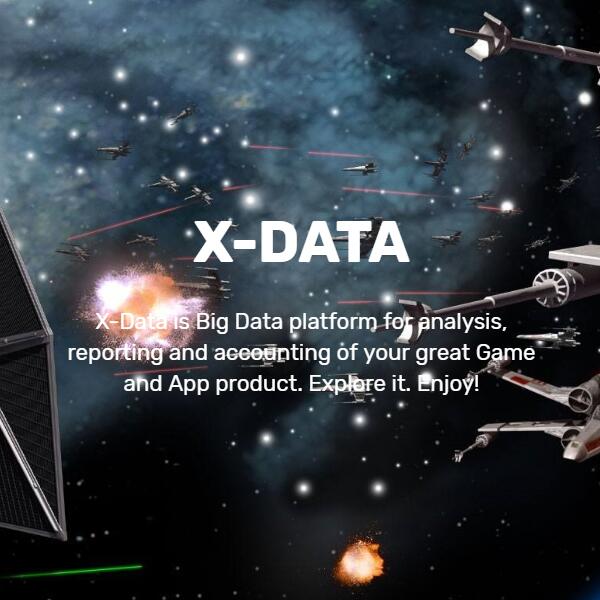 X-DATA
X-Data is Big Data platform for analysis,
reporting and accounting of your great Game
and App product. Explore it. Enjoy!